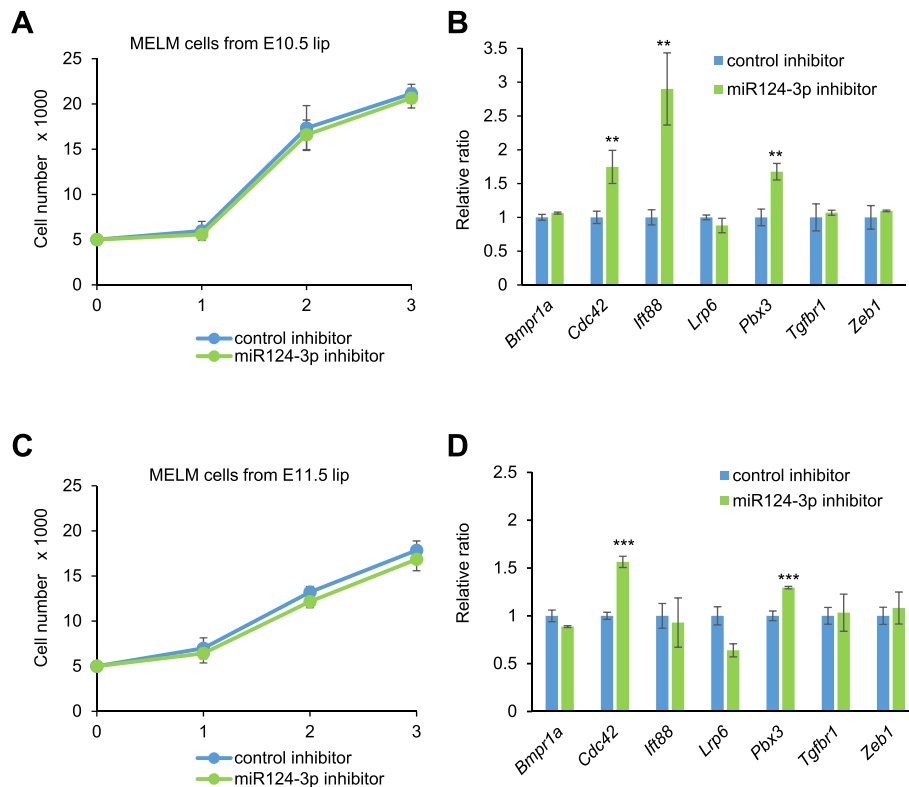 A
MELM cells from E10.5 lip
Cell number x 1000
25
20
15
10
5
0
0 1 2 3
control inhibitor
miR124-3p inhibitor
B
Relative ratio
3.5
3
2.5
2
1.5
1
0.5
0
** ** **
control inhibitor
miR124-3p inhibitor
Bmpr1a Cdc42 Ift88 Lrp6 Pbx3 Tgfbr1 Zeb1
C
MELM cells from E11.5 lip
Cell number x 1000
25
20
15
10
5
0
0 1 2 3
control inhibitor
miR124-3p inhibitor
D
Relative ratio
2.5
2
1.5
1
0.5
0
*** ***
control inhibitor
miR124-3p inhibitor
Bmpr1a Cdc42 Ift88 Lrp6 Pbx3 Tgfbr1 Zeb1